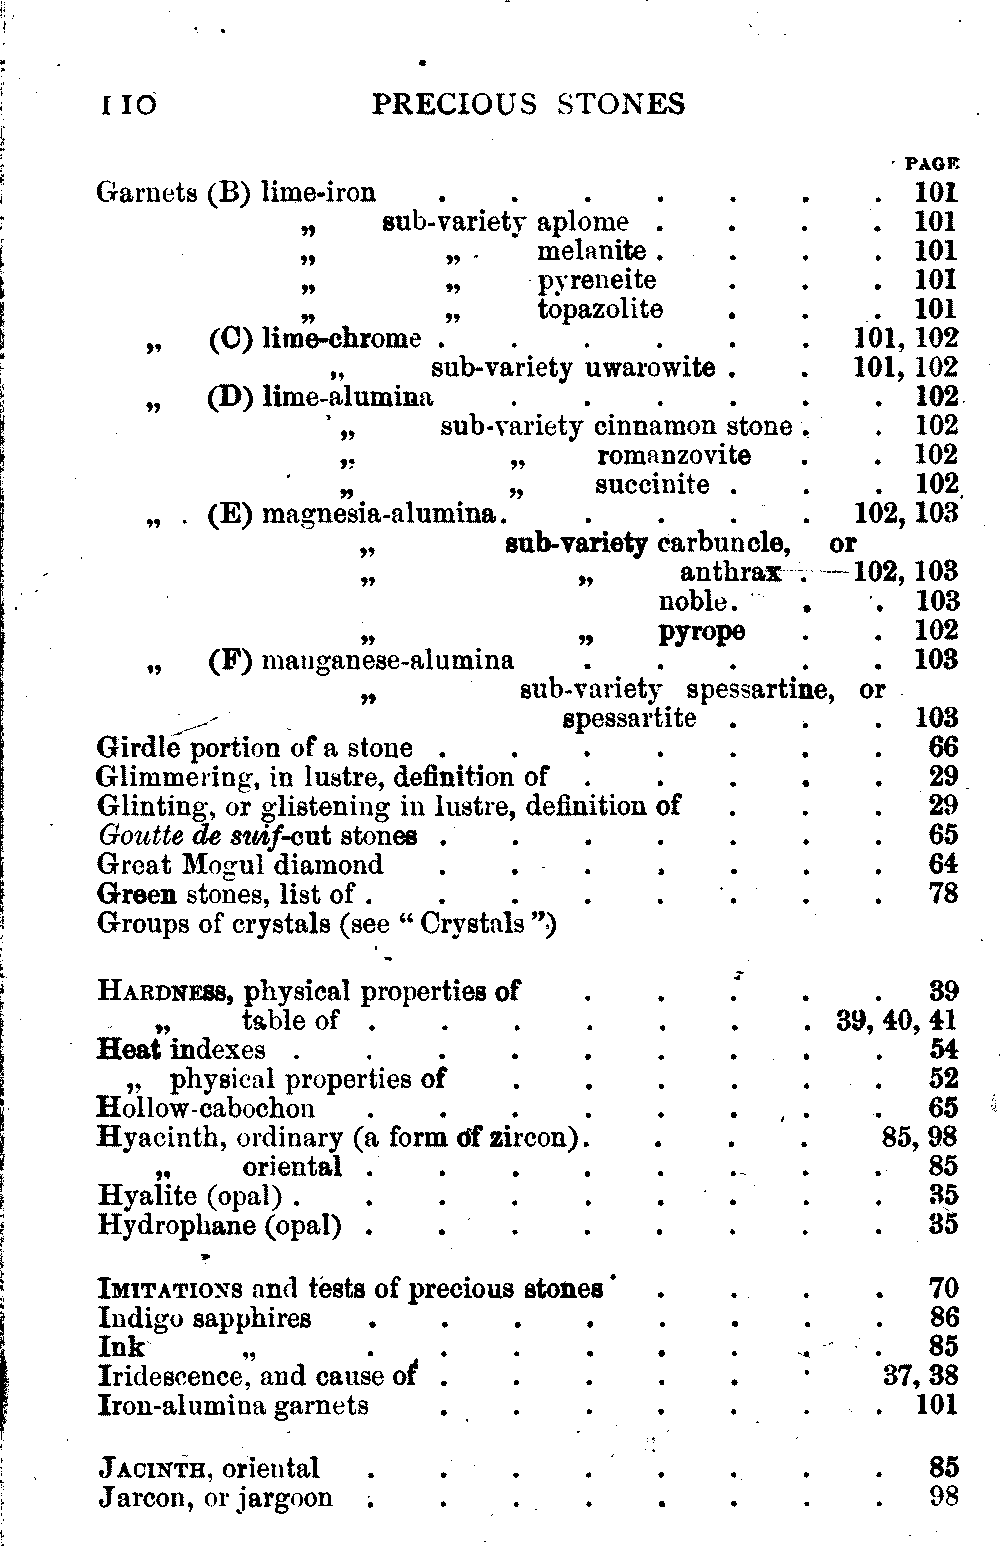 110 PRECIOUS STONES
PAGE
Garnets (B) lime-iron . . . . . . . 101
„ sub-variety aplome . . . . 101
„ „ melanite . . . . 101
„ „ pyreneite . . . 101
„ „ topazolite . . . 101
„ (C) lime-chrome . . . . . . 101, 102
„ sub-variety uwarowite . . 101, 102
„ (D) lime-alumina . . . . . . 102
„ sub-variety cinnamon stone . . 102
„ „ romanzovite . . 102
„ „ succinite . . . 102
„ (E) magnesia-alumina . . . . . 102, 103
„ sub-variety carbuncle, or
„ „ anthrax . 102, 103
noble . . . 103
„ „ pyrope . . 102
„ (F) manganese-alumina . . . . . 103
„ sub-variety spessartine, or
spessartite . . . 103
Girdle portion of a stone . . . . . . . 66
Glimmering, in lustre, definition of . . . . . 29
Glinting, or glistening in lustre, definition of . . . 29
Goutte de suif-cut stones . . . . . . . 65
Great Mogul diamond . . . . . . . 64
Green stones, list of . . . . . . . . 78
Groups of crystals (see “ Crystals ”)
HARDNESS, physical properties of . . . . . 39
„ table of . . . . . . . 39, 40, 41
Heat indexes . . . . . . . . . 54
„ physical properties of . . . . . . 52
Hollow-cabochon . . . . . . . . 65
Hyacinth, ordinary (a form of zircon) . . . . 85, 98
„ oriental . . . . . . . . 85
Hyalite (opal) . . . . . . . . . 35
Hydrophane (opal) . . . . . . . . 35
IMITATIONS and tests of precious stones . . . . 70
Indigo sapphires . . . . . . . . 86
Ink „ . . . . . . . . 85
Iridescence, and cause of . . . . . . 37, 38
Iron-alumina garnets . . . . . . . 101
JACINTH, oriental . . . . . . . . 85
Jarcon, or jargoon . . . . . . . . 98